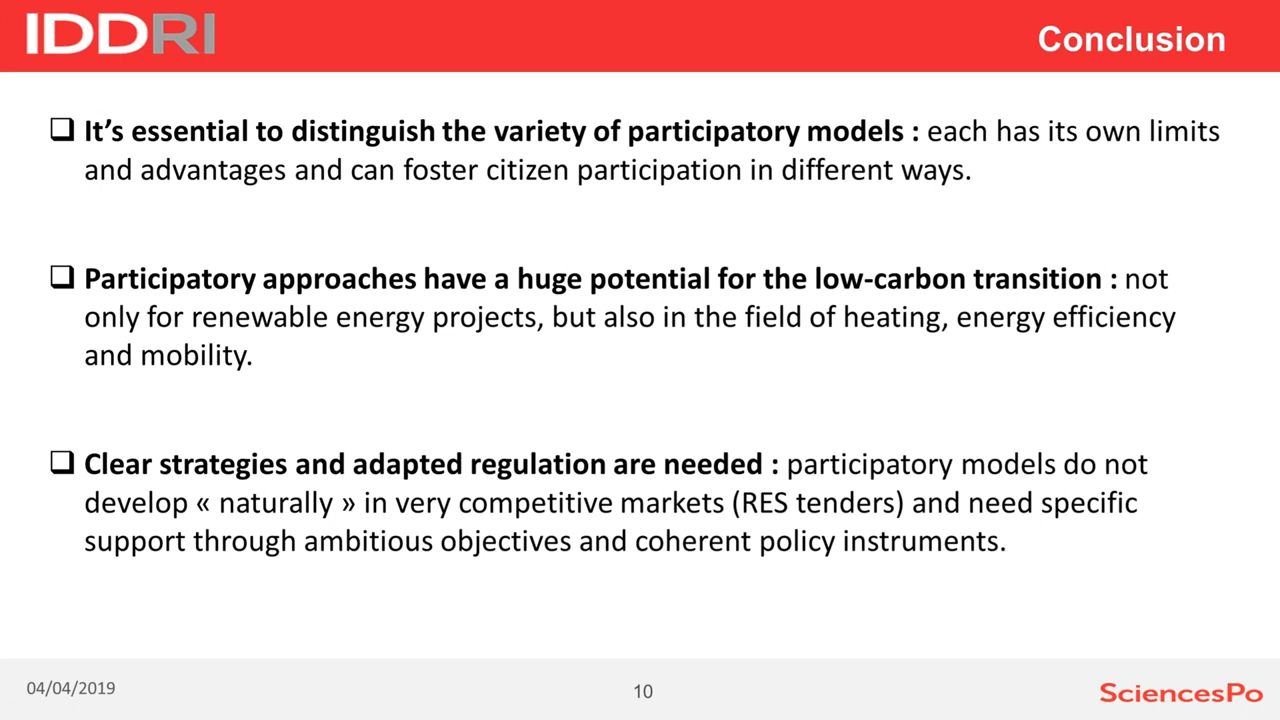 IDDRI
Conclusion
It’s essential to distinguish the variety of participatory models : each has its own limits
and advantages and can foster citizen participation in different ways.
Participatory approaches have a huge potential for the low-carbon transition : not
only for renewable energy projects, but also in the field of heating, energy efficiency
and mobility.
Clear strategies and adapted regulation are needed : participatory models do not
develop « naturally » in very competitive markets (RES tenders) and need specific
support through ambitious objectives and coherent policy instruments.
04/04/2019
10
SciencesPo